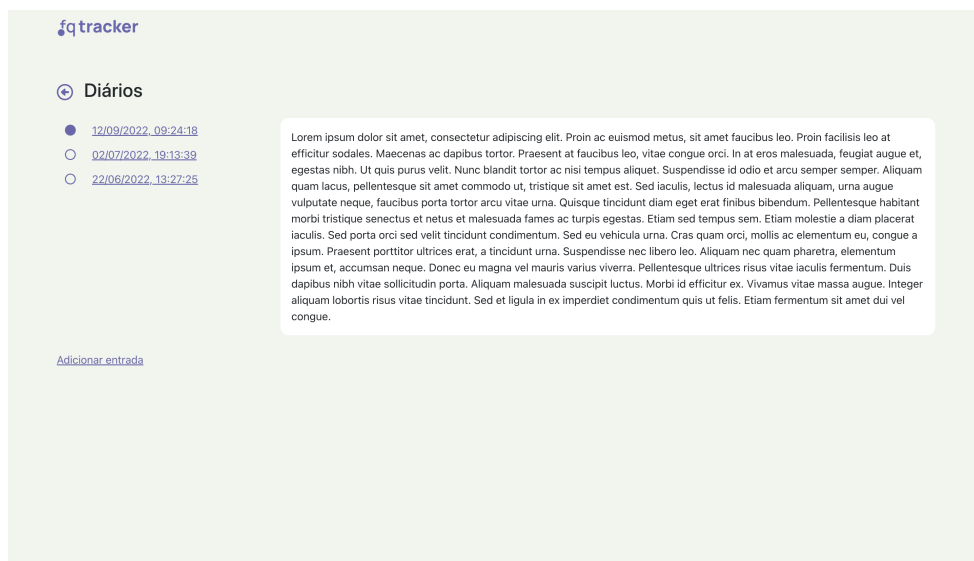 fq tracker
Diários
12/09/2022, 09:24:18
02/07/2022, 19:13:39
22/06/2022, 13:27:25
Lorem ipsum dolor sit amet, consectetur adipiscing elit. Proin ac euismod metus, sit amet faucibus leo. Proin facilisis leo at
efficitur sodales. Maecenas ac dapibus tortor. Praesent at faucibus leo, vitae congue orci. In at eros malesuada, feugiat augue et,
egestas nibh. Ut quis purus velit. Nunc blandit tortor ac nisi tempus aliquet. Suspendisse id odio et arcu semper semper. Aliquam
quam lacus, pellentesque sit amet commodo ut, tristique sit amet est. Sed iaculis, lectus id malesuada aliquam, urna augue
vulputate neque, faucibus porta tortor arcu vitae urna. Quisque tincidunt diam eget erat finibus bibendum. Pellentesque habitant
morbi tristique senectus et netus et malesuada fames ac turpis egestas. Etiam sed tempus sem. Etiam molestie a diam placerat
iaculis. Sed porta orci sed velit tincidunt condimentum. Sed eu vehicula urna. Cras quam orci, mollis ac elementum eu, congue a
ipsum. Praesent porttitor ultrices erat, a tincidunt urna. Suspendisse nec libero leo. Aliquam nec quam pharetra, elementum
ipsum et, accumsan neque. Donec eu magna vel mauris varius viverra. Pellentesque ultrices risus vitae iaculis fermentum. Duis
dapibus nibh vitae sollicitudin porta. Aliquam malesuada suscipit luctus. Morbi id efficitur ex. Vivamus vitae massa augue. Integer
aliquam lobortis risus vitae tincidunt. Sed et ligula in ex imperdiet condimentum quis ut felis. Etiam fermentum sit amet dui vel
congue.
Adicionar entrada